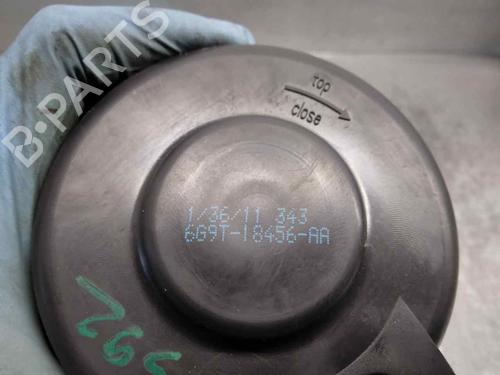 B-PARTS
top
close
1/36/11 343
6G9T-18456-AA